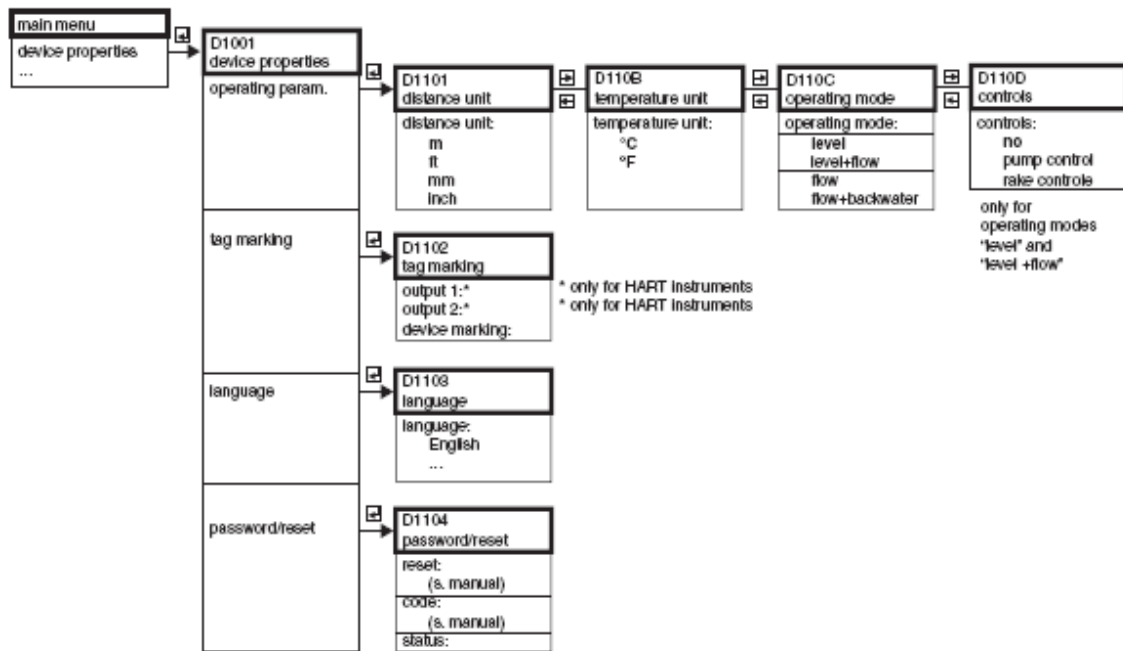 main menu
device properties
...
D1001
device properties
operating param.
D1101
distance unit
distance unit:
m
ft
mm
inch
D110B
temperature unit
temperature unit:
°C
°F
D110C
operating mode
operating mode:
level
level+flow
flow
flow+backwater
D110D
controls
controls:
no
pump control
rake controle
only for
operating modes
"level" and
"level +flow"
tag marking
D1102
tag marking
output 1:*
output 2:*
device marking:
* only for HART instruments
* only for HART instruments
language
D1103
language
language:
English
...
password/reset
D1104
password/reset
reset:
(s. manual)
code:
(s. manual)
status: